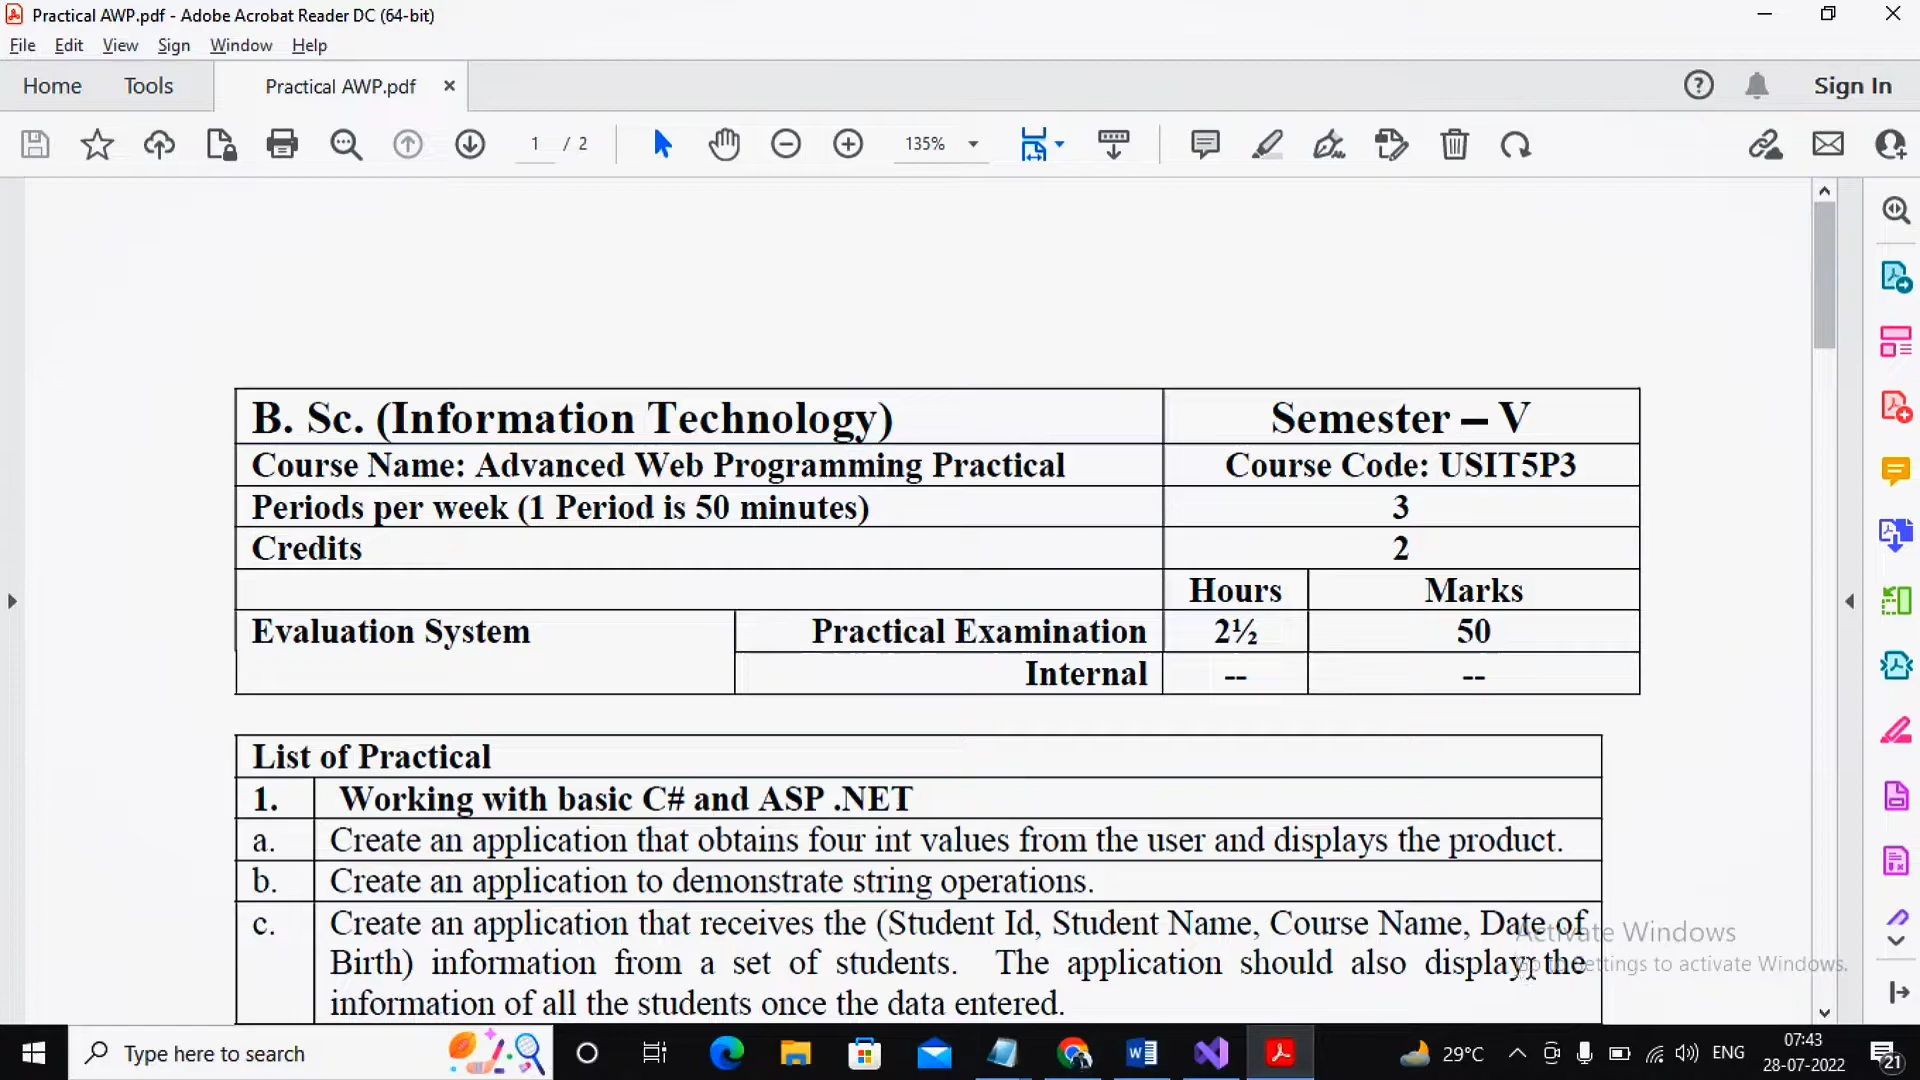 Practical AWP.pdf - Adobe Acrobat Reader DC (64-bit)
File Edit View Sign Window Help
Home Tools Practical AWP.pdf × Sign In
1 / 2 135%
B. Sc. (Information Technology) Semester – V
Course Name: Advanced Web Programming Practical Course Code: USIT5P3
Periods per week (1 Period is 50 minutes) 3
Credits 2
Hours Marks
Evaluation System Practical Examination 2½ 50
Internal -- --
List of Practical
1. Working with basic C# and ASP .NET
a. Create an application that obtains four int values from the user and displays the product.
b. Create an application to demonstrate string operations.
c. Create an application that receives the (Student Id, Student Name, Course Name, Date of
Birth) information from a set of students. The application should also display the
information of all the students once the data entered.
Activate Windows
Go to Settings to activate Windows.
Type here to search 29°C ENG 07:43
28-07-2022 21